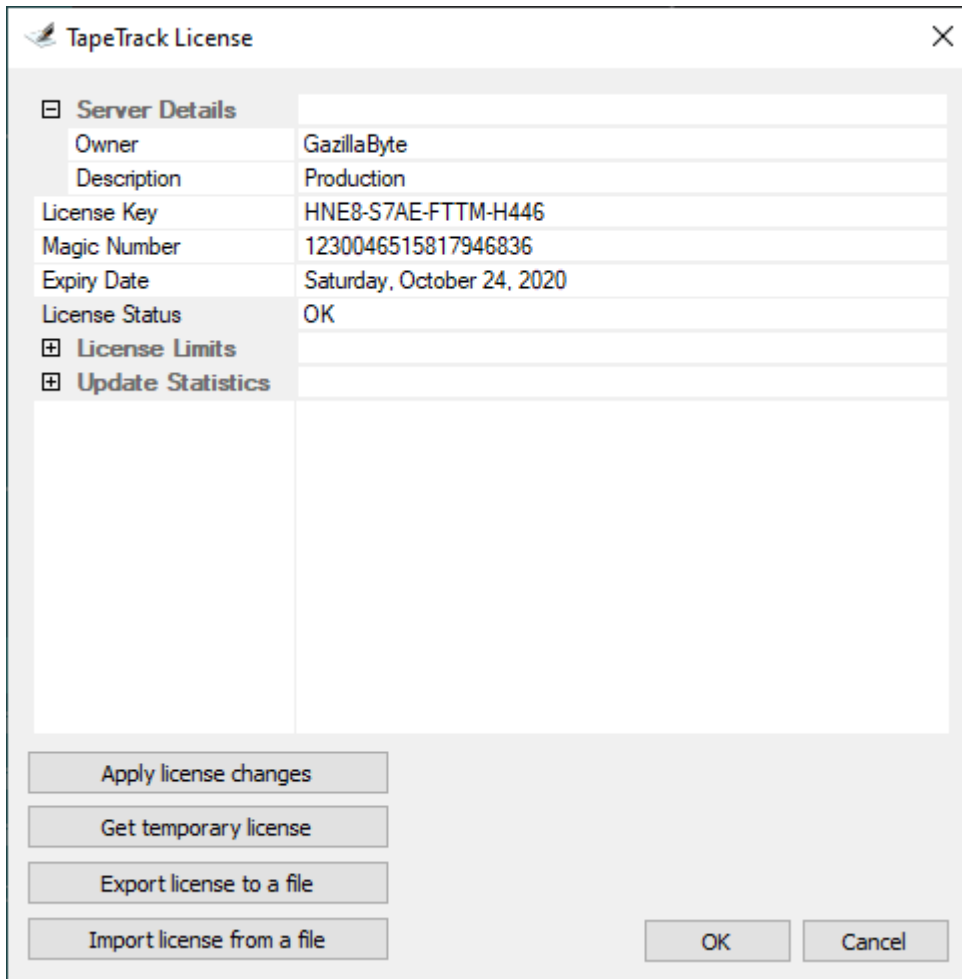 TapeTrack License
Server Details
Owner GazillaByte
Description Production
License Key HNE8-S7AE-FTTM-H446
Magic Number 1230046515817946836
Expiry Date Saturday, October 24, 2020
License Status OK
License Limits
Update Statistics
Apply license changes
Get temporary license
Export license to a file
Import license from a file
OK Cancel